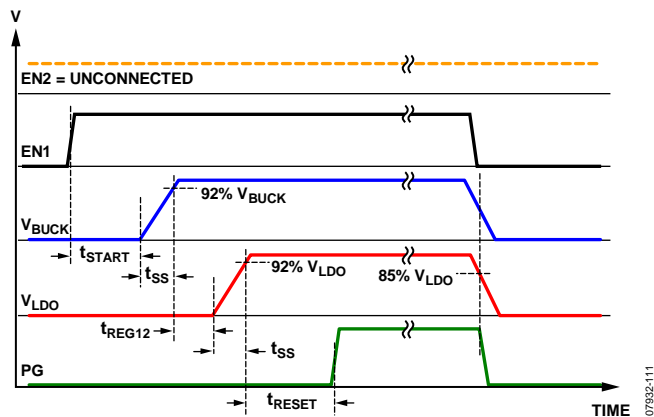 V
EN2 = UNCONNECTED
EN1
92% VBUCK
VBUCK
tSTART
tSS
92% VLDO
85% VLDO
VLDO
tREG12
tSS
PG
tRESET
TIME
07932-111